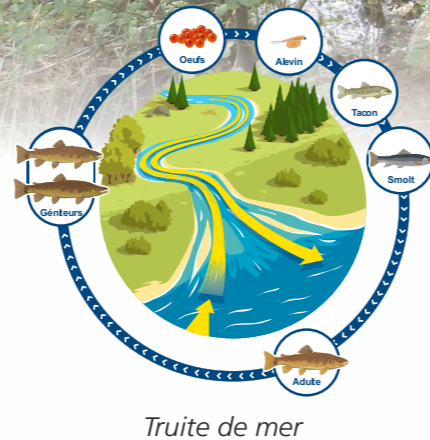 Oeufs
Alevin
Tacon
Smolt
Géniteurs
Adulte
Truite de mer